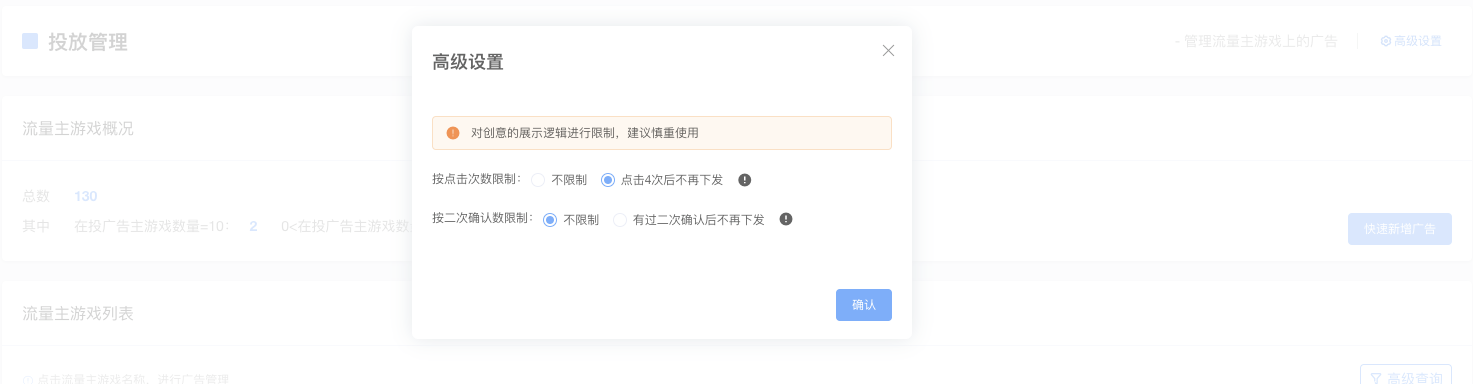 投放管理
- 管理流量主游戏上的广告
高级设置
高级设置
对创意的展示逻辑进行限制，建议慎重使用
按点击次数限制： 不限制 点击4次后不再下发
按二次确认数限制： 不限制 有过二次确认后不再下发
确认
流量主游戏概况
总数 130
其中 在投广告主游戏数量=10： 2 0<在投广告主游戏数
快速新增广告
流量主游戏列表
点击流量主游戏名称，进行广告管理
高级查询